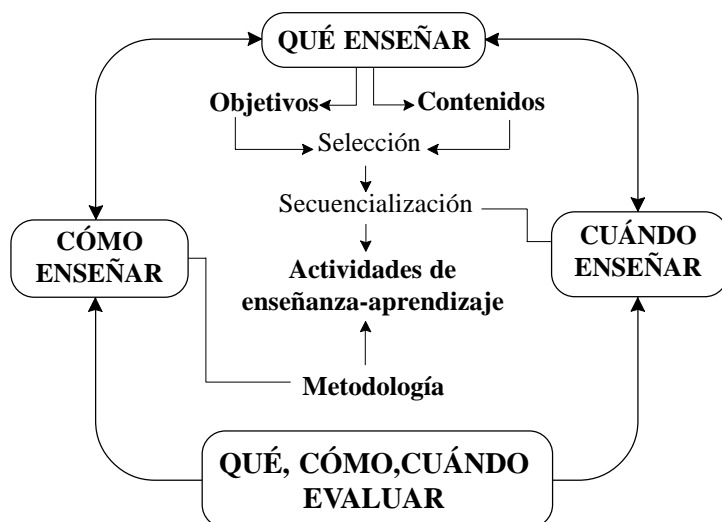 QUÉ ENSEÑAR
Objetivos
Contenidos
Selección
Secuencialización
CÓMO
ENSEÑAR
CUÁNDO
ENSEÑAR
Actividades de
enseñanza-aprendizaje
Metodología
QUÉ, CÓMO,CUÁNDO
EVALUAR